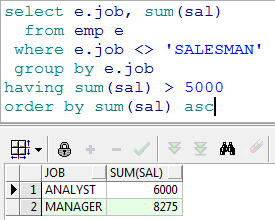 select e.job, sum(sal)
from emp e
where e.job <> 'SALESMAN'
group by e.job
having sum(sal) > 5000
order by sum(sal) asc
JOB SUM(SAL)
1 ANALYST 6000
2 MANAGER 8275